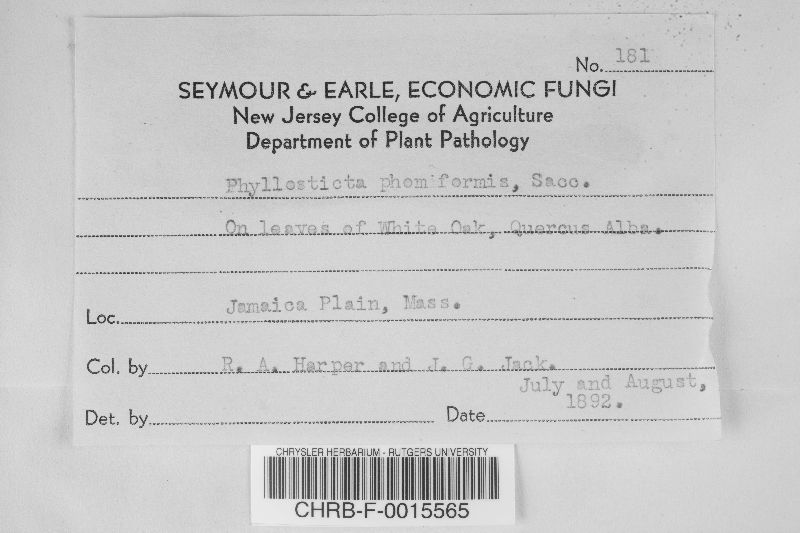 No. 181
SEYMOUR & EARLE, ECONOMIC FUNGI
New Jersey College of Agriculture
Department of Plant Pathology
Phyllosticta phomiformis, Sacc.
On leaves of White Oak, Quercus Alba.
Loc. Jamaica Plain, Mass.
Col. by R. A. Harper and J. G. Jack.
July and August,
1892.
Det. by Date
CHRYSLER HERBARIUM - RUTGERS UNIVERSITY
CHRB-F-0015565